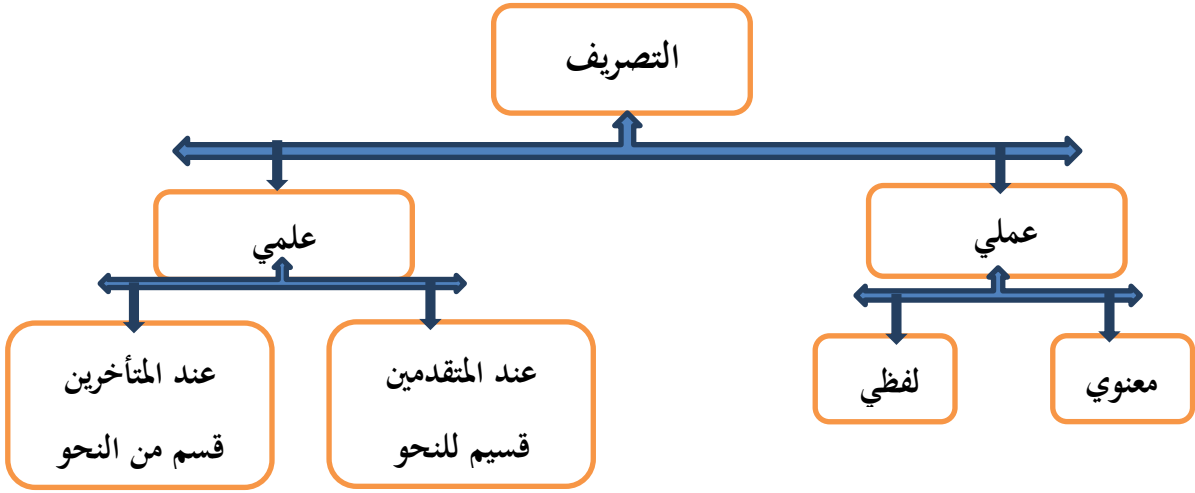 التصريف
عملي
علمي
معنوي
لفظي
عند المتقدمين
قسيم للنحو
عند المتأخرين
قسم من النحو